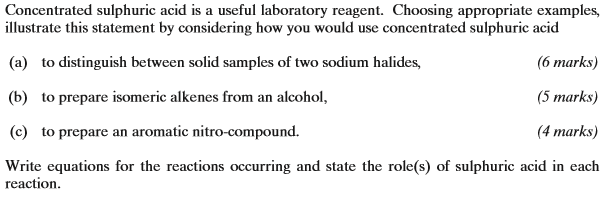 Concentrated sulphuric acid is a useful laboratory reagent. Choosing appropriate examples,
illustrate this statement by considering how you would use concentrated sulphuric acid
(a) to distinguish between solid samples of two sodium halides, (6 marks)
(b) to prepare isomeric alkenes from an alcohol, (5 marks)
(c) to prepare an aromatic nitro-compound. (4 marks)
Write equations for the reactions occurring and state the role(s) of sulphuric acid in each
reaction.